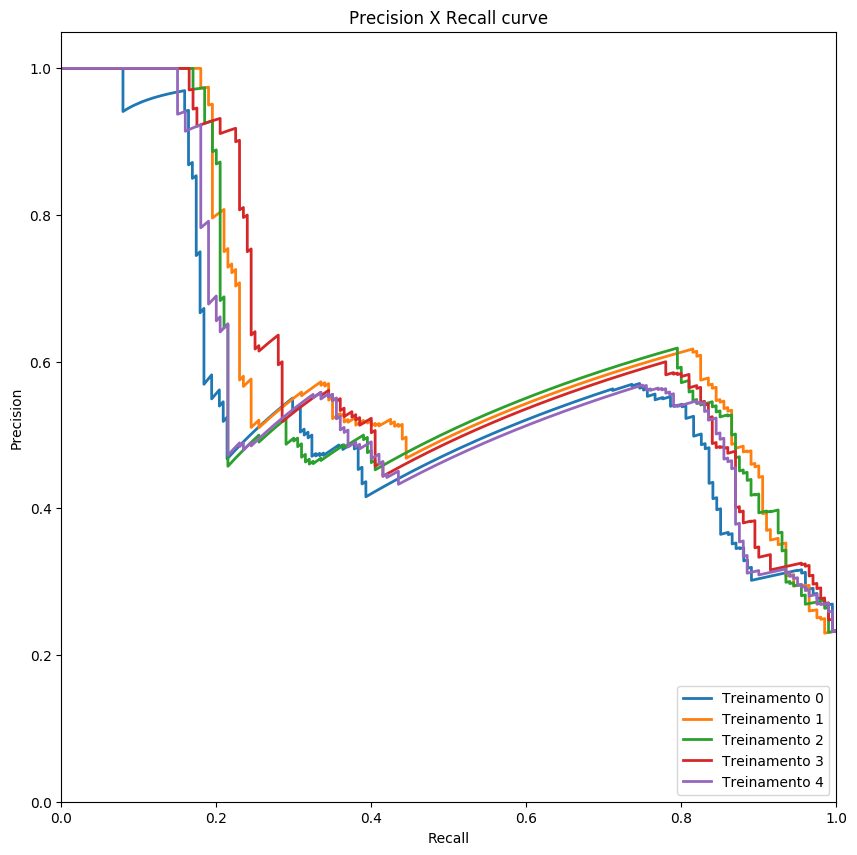 Precision X Recall curve
1.0
0.8
0.6
0.4
0.2
0.0
Precision
0.0 0.2 0.4 0.6 0.8 1.0
Recall
Treinamento 0
Treinamento 1
Treinamento 2
Treinamento 3
Treinamento 4